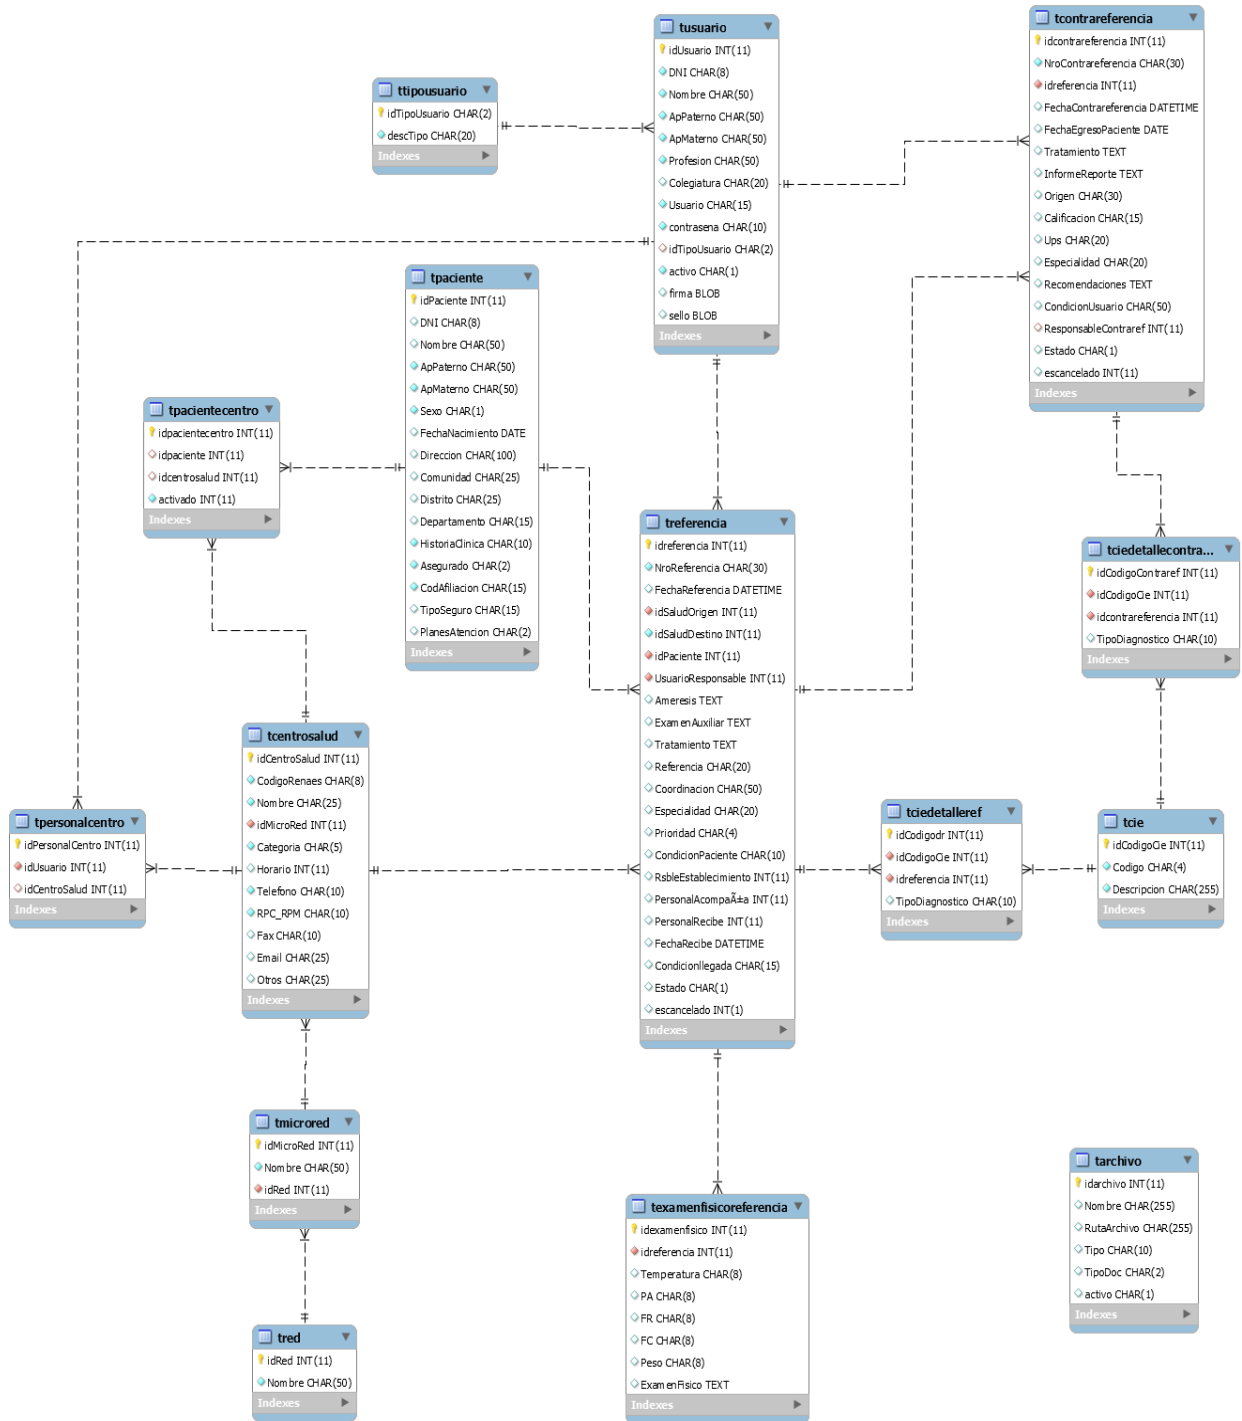 tusuario
idUsuario INT(11)
DNI CHAR(8)
Nombre CHAR(50)
ApPaterno CHAR(50)
ApMaterno CHAR(50)
Profesion CHAR(50)
Colegiatura CHAR(20)
Usuario CHAR(15)
contrasena CHAR(10)
idTipoUsuario CHAR(2)
activo CHAR(1)
firma BLOB
sello BLOB
Indexes
tcontrareferencia
idcontrareferencia INT(11)
NroContrareferencia CHAR(30)
idreferencia INT(11)
FechaContrareferencia DATETIME
FechaEgresoPaciente DATE
Tratamiento TEXT
InformeReporte TEXT
Origen CHAR(30)
Calificacion CHAR(15)
Ups CHAR(20)
Especialidad CHAR(20)
Recomendaciones TEXT
CondicionUsuario CHAR(50)
ResponsableContraref INT(11)
Estado CHAR(1)
escancelado INT(11)
Indexes
ttipousuario
idTipoUsuario CHAR(2)
descTipo CHAR(20)
Indexes
tpaciente
idPaciente INT(11)
DNI CHAR(8)
Nombre CHAR(50)
ApPaterno CHAR(50)
ApMaterno CHAR(50)
Sexo CHAR(1)
FechaNacimiento DATE
Direccion CHAR(100)
Comunidad CHAR(25)
Distrito CHAR(25)
Departamento CHAR(15)
HistoriaClinica CHAR(10)
Asegurado CHAR(2)
CodAfiliacion CHAR(15)
TipoSeguro CHAR(15)
PlanesAtencion CHAR(2)
Indexes
tpacientecentro
idpacientecentro INT(11)
idpaciente INT(11)
idcentrosalud INT(11)
activado INT(11)
Indexes
treferencia
idreferencia INT(11)
NroReferencia CHAR(30)
FechaReferencia DATETIME
idSaludOrigen INT(11)
idSaludDestino INT(11)
idPaciente INT(11)
UsuarioResponsable INT(11)
Ameresis TEXT
ExamenAuxiliar TEXT
Tratamiento TEXT
Referencia CHAR(20)
Coordinacion CHAR(50)
Especialidad CHAR(20)
Prioridad CHAR(4)
CondicionPaciente CHAR(10)
RsbleEstablecimiento INT(11)
PersonalAcompaÃ±a INT(11)
PersonalRecibe INT(11)
FechaRecibe DATETIME
Condicionllegada CHAR(15)
Estado CHAR(1)
escancelado INT(1)
Indexes
tciedetallecontra...
idCodigoContraref INT(11)
idCodigoCie INT(11)
idcontrareferencia INT(11)
TipoDiagnostico CHAR(10)
Indexes
tcentrosalud
idCentroSalud INT(11)
CodigoRenaes CHAR(8)
Nombre CHAR(25)
idMicroRed INT(11)
Categoria CHAR(5)
Horario INT(11)
Telefono CHAR(10)
RPC_RPM CHAR(10)
Fax CHAR(10)
Email CHAR(25)
Otros CHAR(25)
Indexes
tpersonalcentro
idPersonalCentro INT(11)
idUsuario INT(11)
idCentroSalud INT(11)
Indexes
tciedetalleref
idCodigodr INT(11)
idCodigoCie INT(11)
idreferencia INT(11)
TipoDiagnostico CHAR(10)
Indexes
tcie
idCodigoCie INT(11)
Codigo CHAR(4)
Descripcion CHAR(255)
Indexes
tmicrored
idMicroRed INT(11)
Nombre CHAR(50)
idRed INT(11)
Indexes
tarchivo
idarchivo INT(11)
Nombre CHAR(255)
RutaArchivo CHAR(255)
Tipo CHAR(10)
TipoDoc CHAR(2)
activo CHAR(1)
Indexes
texamenfisicoreferencia
idexamenfisico INT(11)
idreferencia INT(11)
Temperatura CHAR(8)
PA CHAR(8)
FR CHAR(8)
FC CHAR(8)
Peso CHAR(8)
ExamenFisico TEXT
Indexes
tred
idRed INT(11)
Nombre CHAR(50)
Indexes